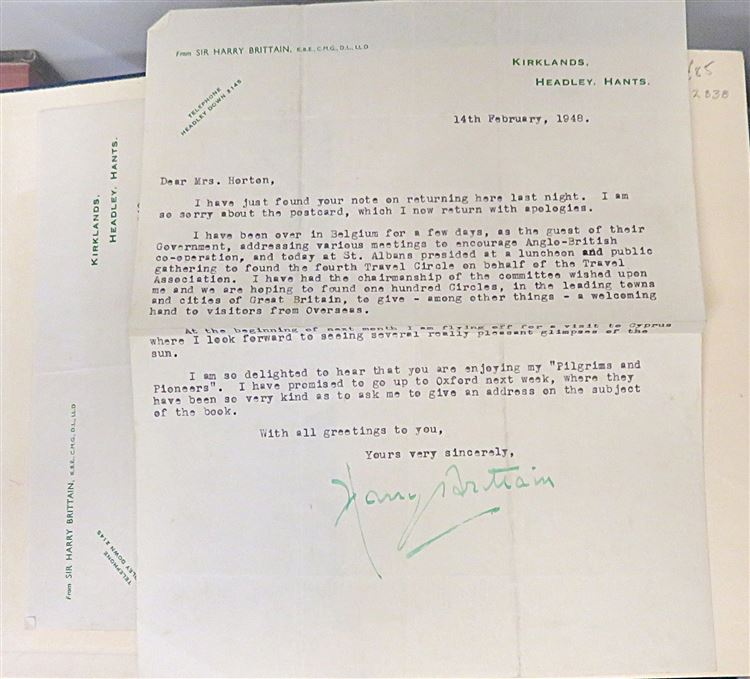 From SIR HARRY BRITTAIN, K.B.E., C.M.G., D.L., LL.D
KIRKLANDS,
HEADLEY, HANTS.
TELEPHONE
HEADLEY DOWN 2145
14th February, 1948.
Dear Mrs. Horton,
I have just found your note on returning here last night. I am
so sorry about the postcard, which I now return with apologies.
I have been over in Belgium for a few days, as the guest of their
Government, addressing various meetings to encourage Anglo-British
co-operation, and today at St. Albans presided at a luncheon and public
gathering to found the fourth Travel Circle on behalf of the Travel
Association. I have had the chairmanship of the committee wished upon
me and we are hoping to found one hundred Circles, in the leading towns
and cities of Great Britain, to give - among other things - a welcoming
hand to visitors from Overseas.
At the beginning of next month I am flying off for a visit to Cyprus
where I look forward to seeing several really pleasant glimpses of the
sun.
I am so delighted to hear that you are enjoying my "Pilgrims and
Pioneers". I have promised to go up to Oxford next week, where they
have been so very kind as to ask me to give an address on the subject
of the book.
With all greetings to you,
Yours very sincerely,
Harry Brittain
KIRKLANDS,
HEADLEY, HANTS.
From SIR HARRY BRITTAIN, K.B.E., C.M.G., D.L., LL.D
TELEPHONE
DOWN 2145
2838